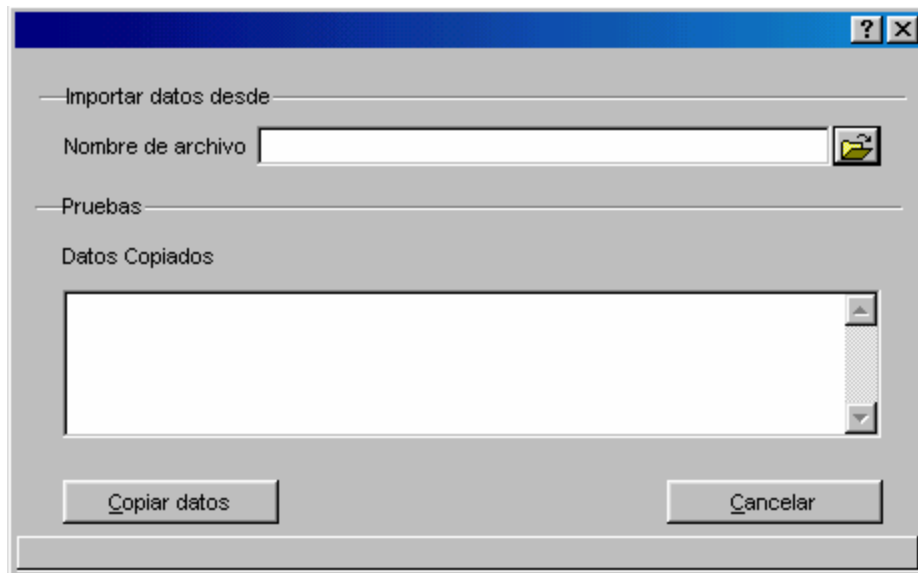 ?
Importar datos desde
Nombre de archivo
Pruebas
Datos Copiados
Copiar datos
Cancelar